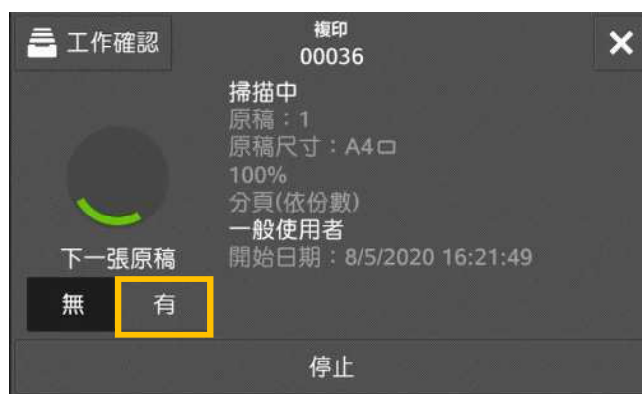 工作確認
複印
00036
掃描中
原稿：1
原稿尺寸：A4
100%
分頁(依份數)
一般使用者
開始日期：8/5/2020 16:21:49
下一張原稿
無
有
停止